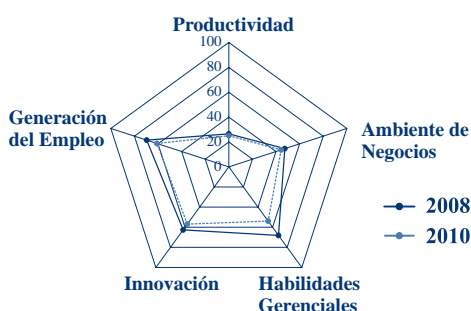 Productividad
100
80
60
40
20
0
Generación
del Empleo
Ambiente de
Negocios
2008
2010
Innovación
Habilidades
Gerenciales